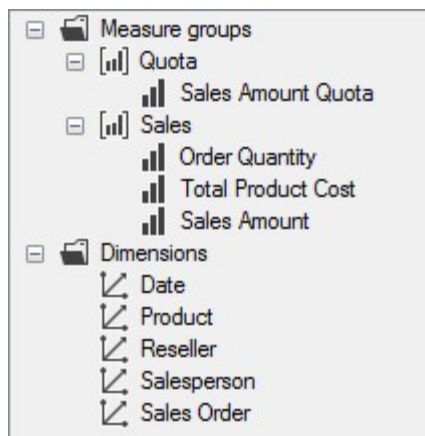 Measure groups
Quota
Sales Amount Quota
Sales
Order Quantity
Total Product Cost
Sales Amount
Dimensions
Date
Product
Reseller
Salesperson
Sales Order